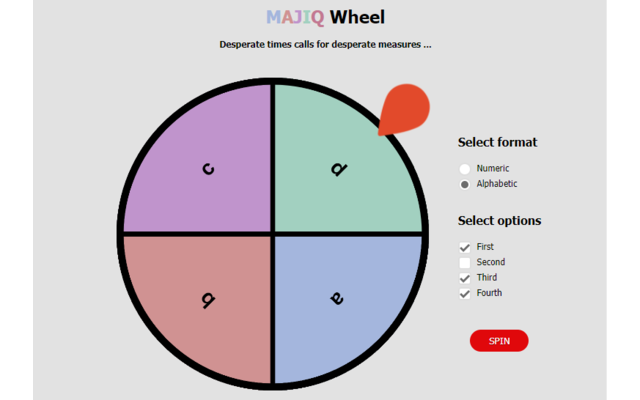 MAJIQ Wheel
Desperate times calls for desperate measures ...
c
d
b
a
Select format
Numeric
Alphabetic
Select options
First
Second
Third
Fourth
SPIN